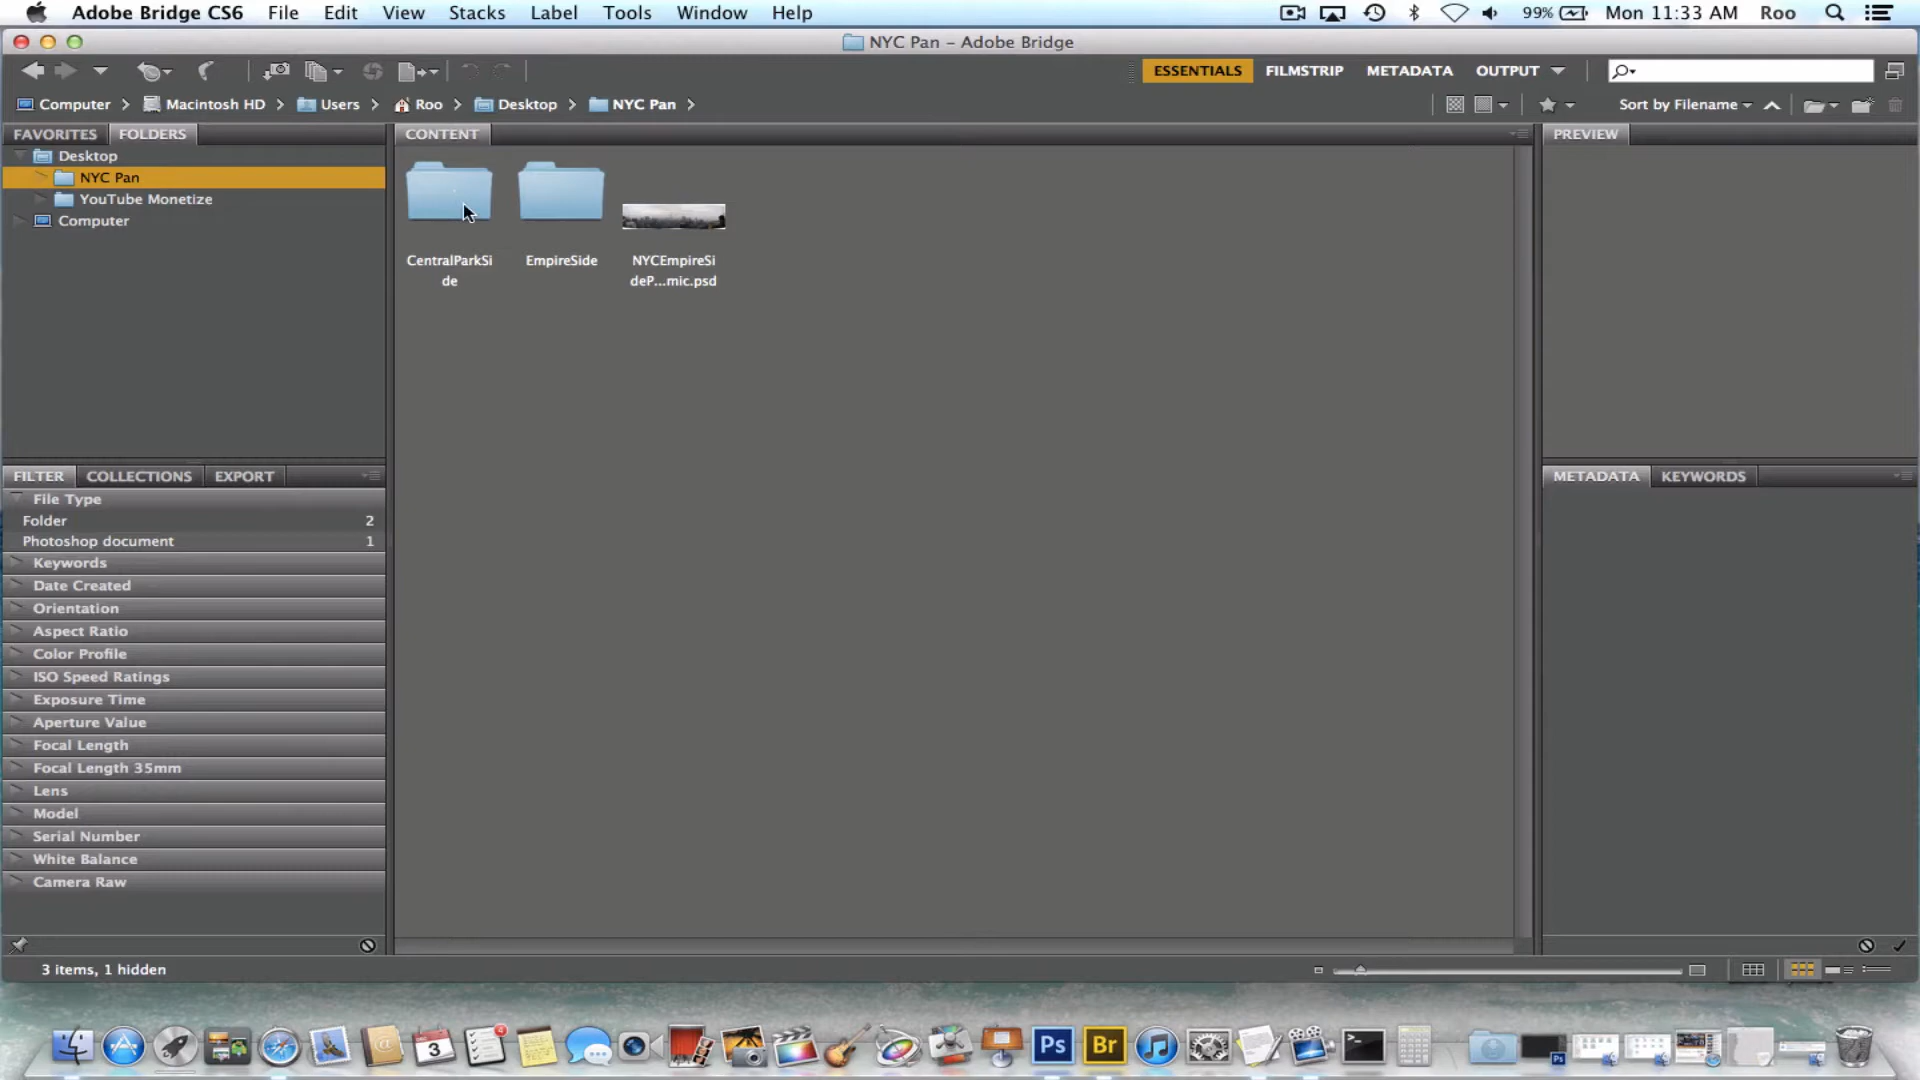 Adobe Bridge CS6 File Edit View Stacks Label Tools Window Help 99% Mon 11:33 AM Roo
NYC Pan – Adobe Bridge
ESSENTIALS FILMSTRIP METADATA OUTPUT
Computer Macintosh HD Users Roo Desktop NYC Pan Sort by Filename
FAVORITES FOLDERS
CONTENT
PREVIEW
Desktop
NYC Pan
YouTube Monetize
Computer
CentralParkSi
de
EmpireSide
NYCEmpireSi
deP...mic.psd
FILTER COLLECTIONS EXPORT
METADATA KEYWORDS
File Type
Folder 2
Photoshop document 1
Keywords
Date Created
Orientation
Aspect Ratio
Color Profile
ISO Speed Ratings
Exposure Time
Aperture Value
Focal Length
Focal Length 35mm
Lens
Model
Serial Number
White Balance
Camera Raw
3 items, 1 hidden
3
4
Ps
Br